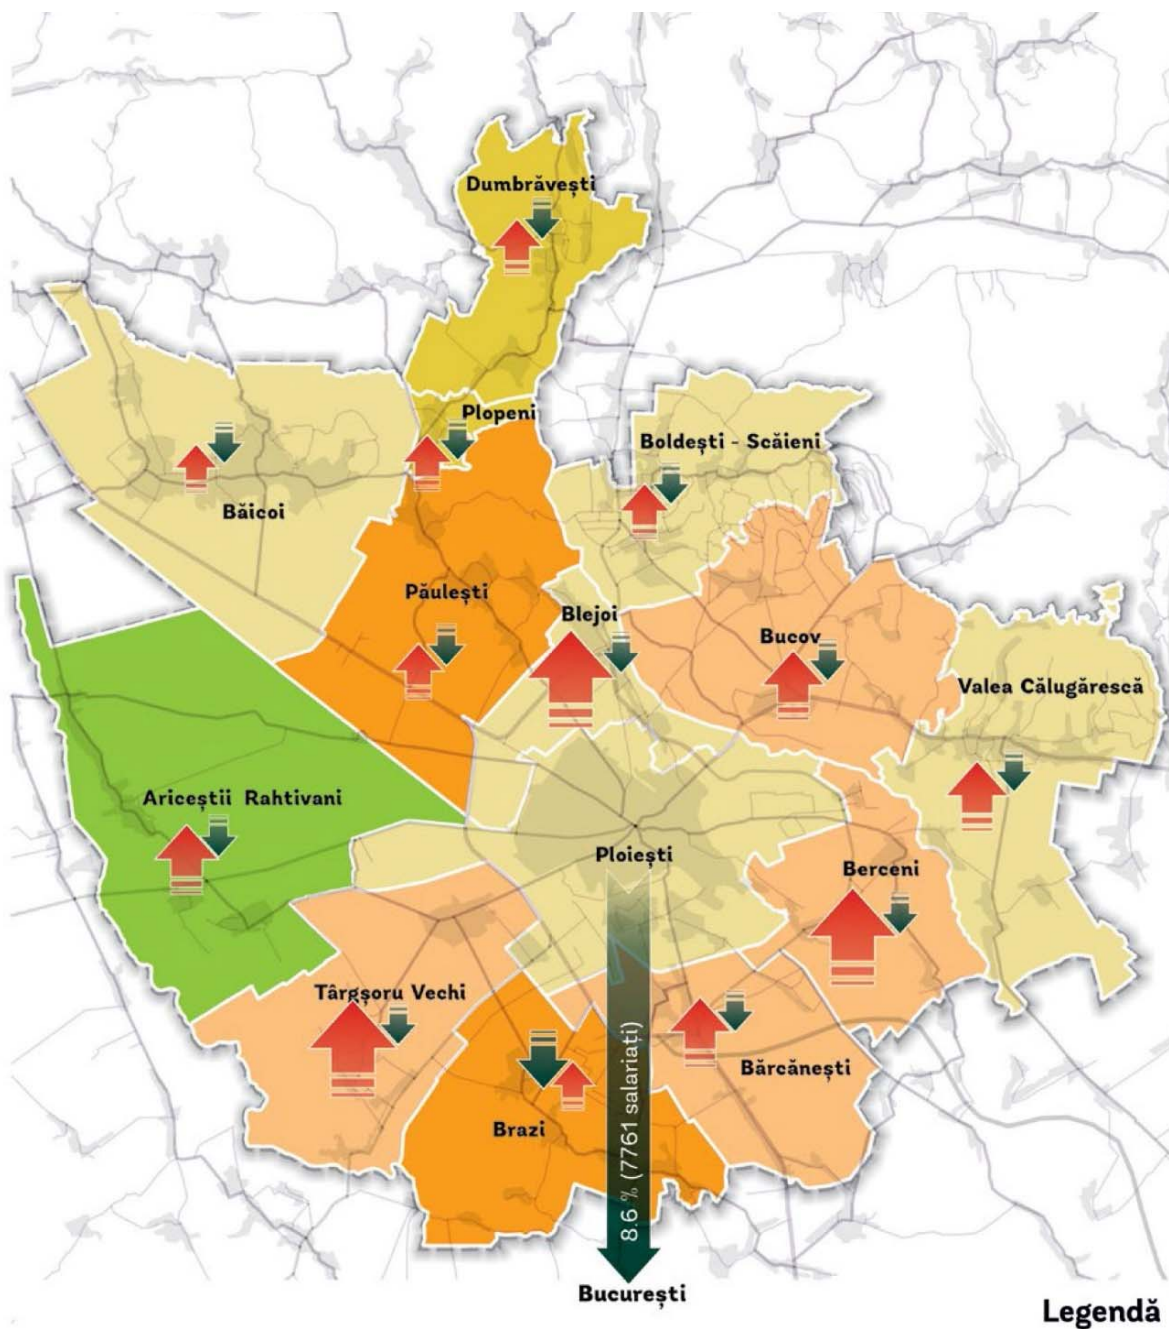 Dumbrăvești
Plopeni
Boldești - Scăieni
Băicoi
Păulești
Blejoi
Bucov
Valea Călugărescă
Ariceștii Rahtivani
Ploiești
Berceni
Târgșoru Vechi
Bărcănești
Brazi
8.6 % (7761 salariați)
București
Legendă